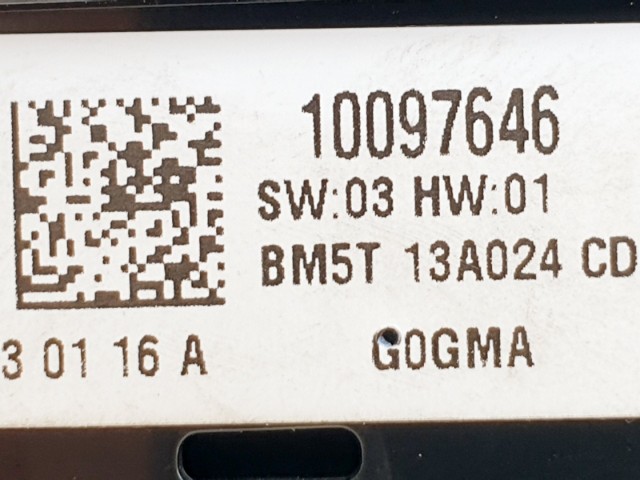 10097646
SW:03 HW:01
BM5T 13A024 CD
3 01 16 A
G0GMA